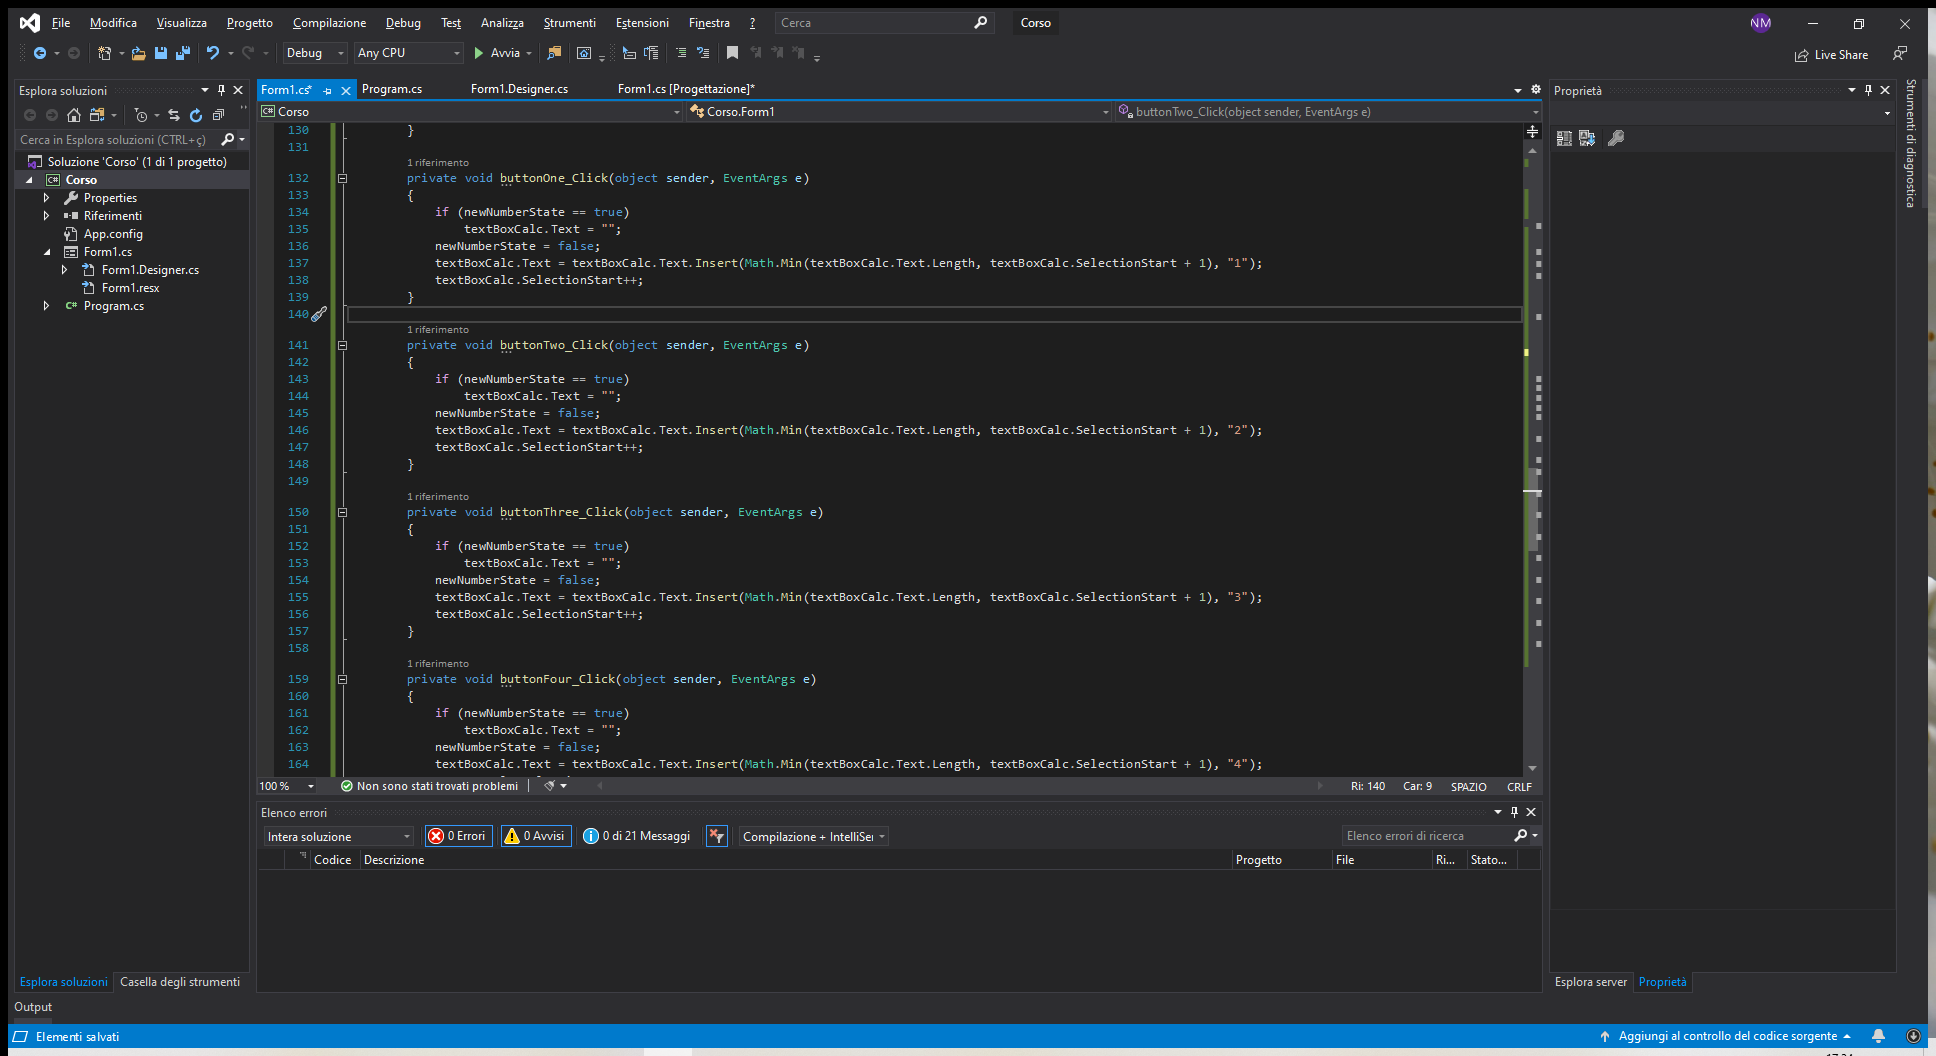 File Modifica Visualizza Progetto Compilazione Debug Test Analizza Strumenti Estensioni Finestra ? Cerca Corso NM
Debug Any CPU Avvia Live Share
Esplora soluzioni
Cerca in Esplora soluzioni (CTRL+ç)
Soluzione 'Corso' (1 di 1 progetto)
C# Corso
Properties
Riferimenti
App.config
Form1.cs
Form1.Designer.cs
Form1.resx
C# Program.cs
Esplora soluzioni Casella degli strumenti
Form1.cs* Program.cs Form1.Designer.cs Form1.cs [Progettazione]*
C# Corso Corso.Form1 buttonTwo_Click(object sender, EventArgs e)
130 }
131
1 riferimento
132 private void buttonOne_Click(object sender, EventArgs e)
133 {
134 if (newNumberState == true)
135 textBoxCalc.Text = "";
136 newNumberState = false;
137 textBoxCalc.Text = textBoxCalc.Text.Insert(Math.Min(textBoxCalc.Text.Length, textBoxCalc.SelectionStart + 1), "1");
138 textBoxCalc.SelectionStart++;
139 }
140
1 riferimento
141 private void buttonTwo_Click(object sender, EventArgs e)
142 {
143 if (newNumberState == true)
144 textBoxCalc.Text = "";
145 newNumberState = false;
146 textBoxCalc.Text = textBoxCalc.Text.Insert(Math.Min(textBoxCalc.Text.Length, textBoxCalc.SelectionStart + 1), "2");
147 textBoxCalc.SelectionStart++;
148 }
149
1 riferimento
150 private void buttonThree_Click(object sender, EventArgs e)
151 {
152 if (newNumberState == true)
153 textBoxCalc.Text = "";
154 newNumberState = false;
155 textBoxCalc.Text = textBoxCalc.Text.Insert(Math.Min(textBoxCalc.Text.Length, textBoxCalc.SelectionStart + 1), "3");
156 textBoxCalc.SelectionStart++;
157 }
158
1 riferimento
159 private void buttonFour_Click(object sender, EventArgs e)
160 {
161 if (newNumberState == true)
162 textBoxCalc.Text = "";
163 newNumberState = false;
164 textBoxCalc.Text = textBoxCalc.Text.Insert(Math.Min(textBoxCalc.Text.Length, textBoxCalc.SelectionStart + 1), "4");
100 % Non sono stati trovati problemi Ri: 140 Car: 9 SPAZIO CRLF
Elenco errori
Intera soluzione 0 Errori 0 Avvisi 0 di 21 Messaggi Compilazione + IntelliSe Elenco errori di ricerca
Codice Descrizione Progetto File Ri... Stato...
Proprietà
Esplora server Proprietà
Strumenti di diagnostica
Output
Elementi salvati Aggiungi al controllo del codice sorgente